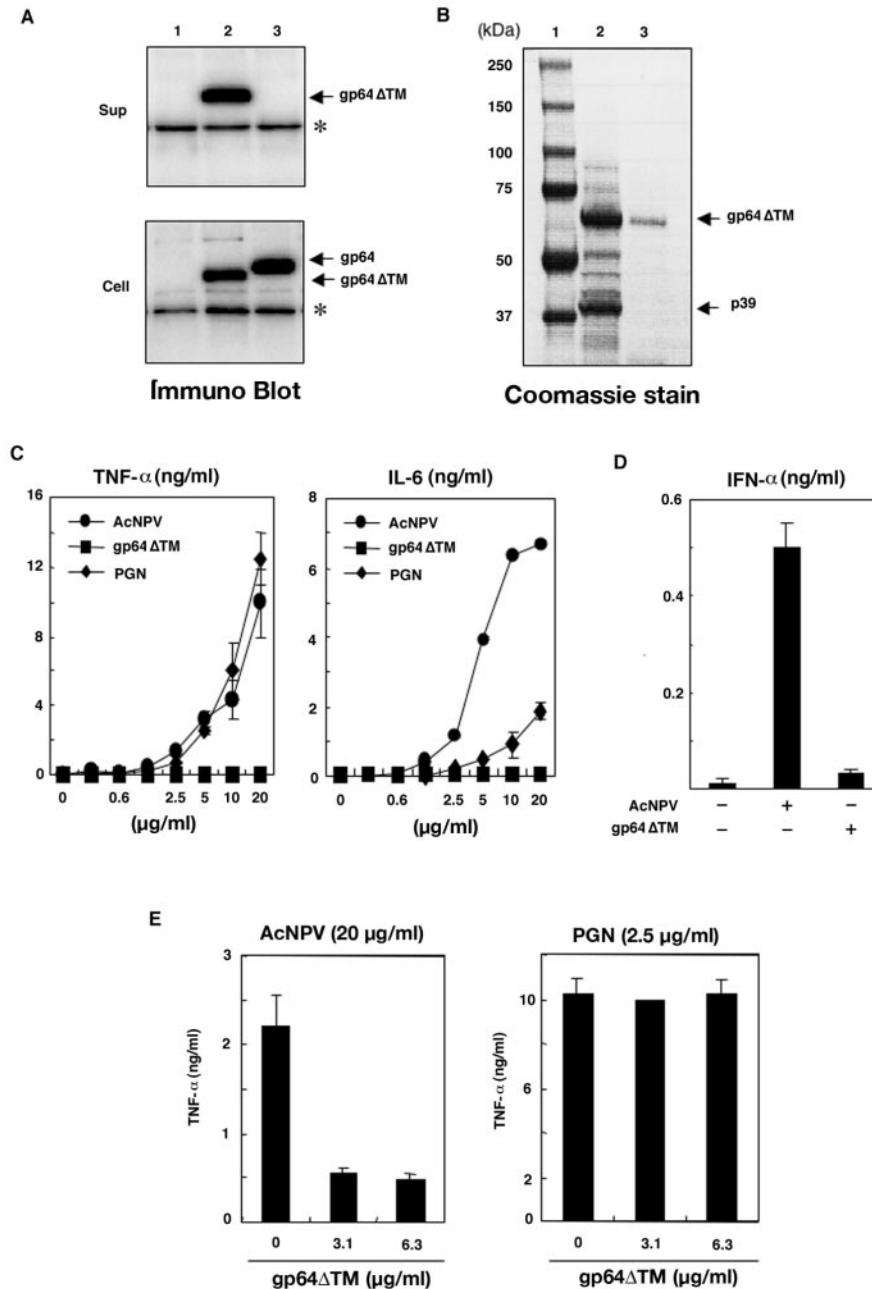 A
1 2 3
Sup
gp64 ΔTM
*
Cell
gp64
gp64 ΔTM
*
Immuno Blot
B
(kDa) 1 2 3
250
150
100
75
50
37
gp64 ΔTM
p39
Coomassie stain
C
TNF-α (ng/ml)
16
12
8
4
0
AcNPV
gp64 ΔTM
PGN
0 0.6 2.5 5 10 20
(µg/ml)
IL-6 (ng/ml)
8
6
4
2
0
AcNPV
gp64 ΔTM
PGN
0 0.6 2.5 5 10 20
(µg/ml)
D
IFN-α (ng/ml)
0.6
0.4
0.2
AcNPV – + –
gp64 ΔTM – – +
E
AcNPV (20 µg/ml)
TNF-α (ng/ml)
3
2
1
0
0 3.1 6.3
PGN (2.5 µg/ml)
TNF-α (ng/ml)
10
6
2
0
0 3.1 6.3
gp64ΔTM (µg/ml)
gp64ΔTM (µg/ml)